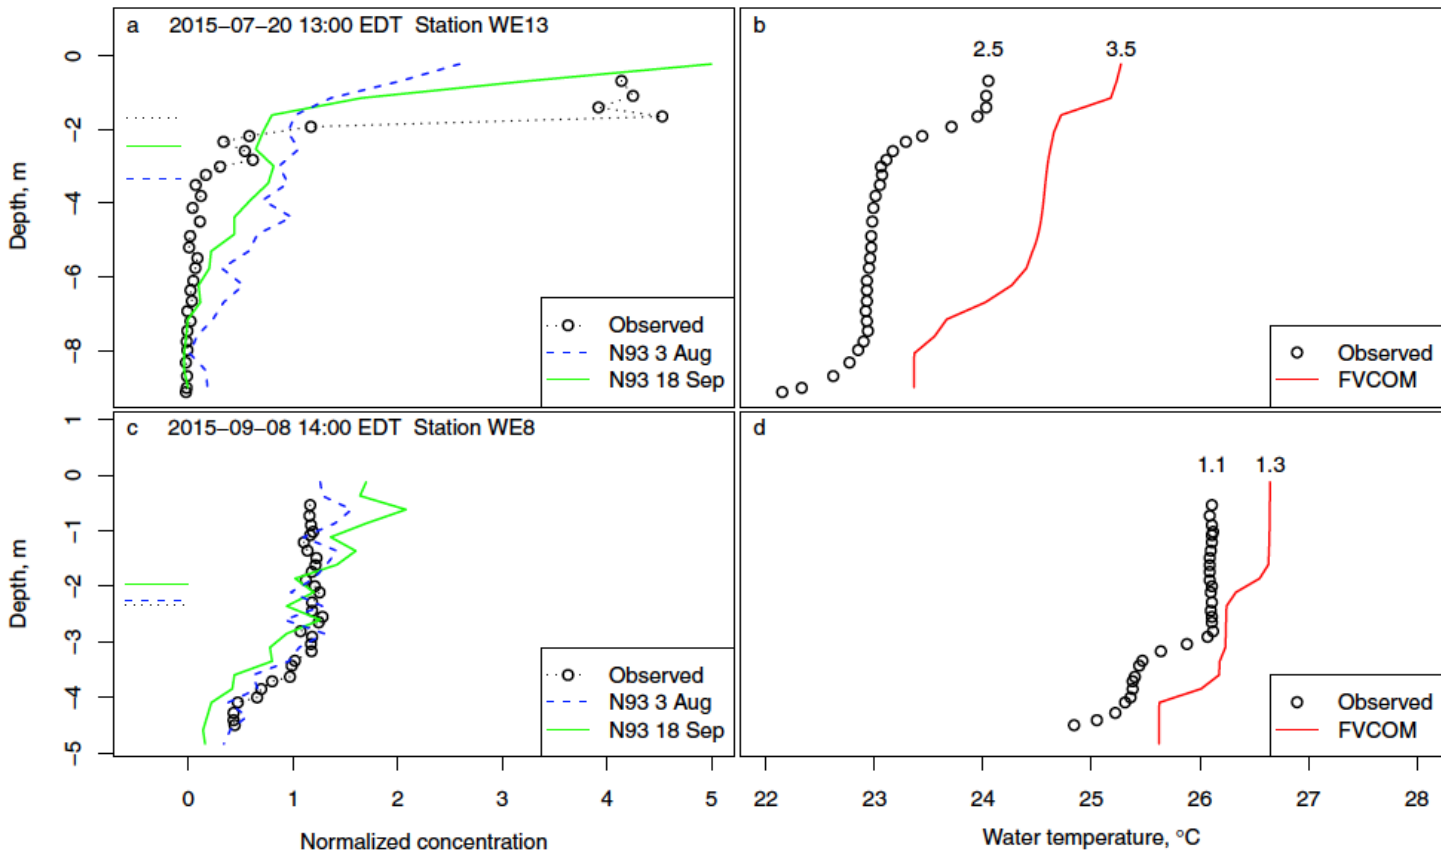 a 2015–07–20 13:00 EDT Station WE13
b
0
−2
−4
−6
−8
Depth, m
2.5 3.5
Observed
N93 3 Aug
N93 18 Sep
Observed
FVCOM
c 2015–09–08 14:00 EDT Station WE8
d
1
0
−1
−2
−3
−4
−5
Depth, m
1.1 1.3
Observed
N93 3 Aug
N93 18 Sep
Observed
FVCOM
0 1 2 3 4 5
22 23 24 25 26 27 28
Normalized concentration
Water temperature, °C